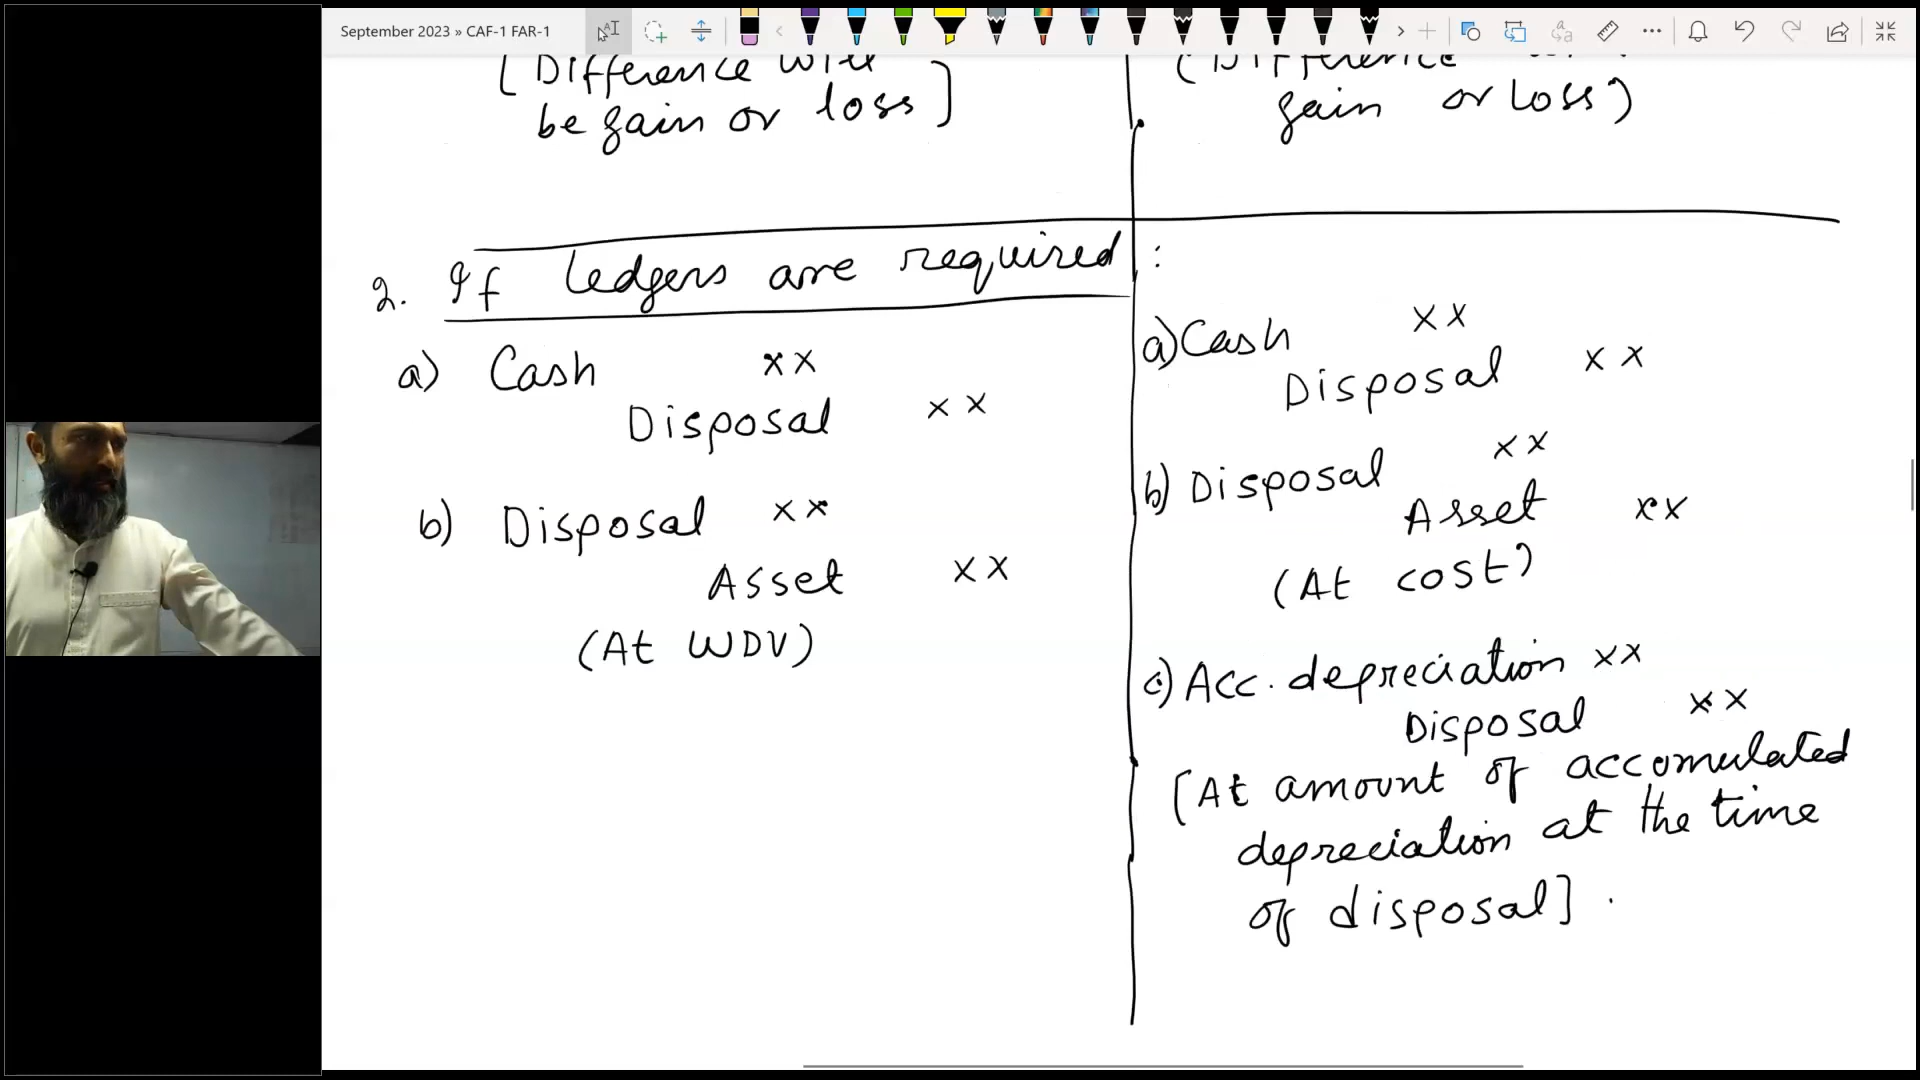 September 2023 » CAF-1 FAR-1
[Difference will
be gain or loss]
(Difference
gain or loss)
2. If ledgers are required :
a) Cash xx
Disposal xx
b) Disposal xx
Asset xx
(At WDV)
a) Cash xx
Disposal xx
b) Disposal xx
Asset xx
(At cost)
c) Acc. depreciation xx
Disposal xx
[At amount of accomulated
depreciation at the time
of disposal].